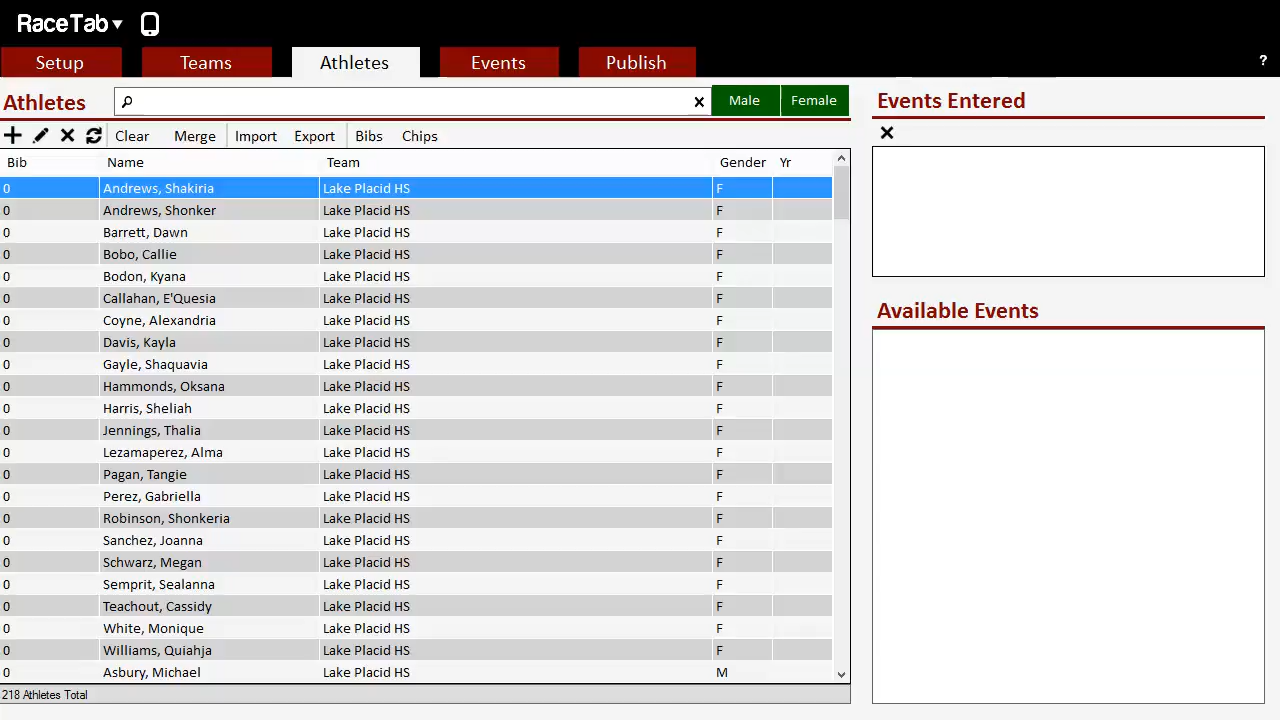 RaceTab
Setup Teams Athletes Events Publish ?
Athletes Male Female
Clear Merge Import Export Bibs Chips
Bib Name Team Gender Yr
0 Andrews, Shakiria Lake Placid HS F
0 Andrews, Shonker Lake Placid HS F
0 Barrett, Dawn Lake Placid HS F
0 Bobo, Callie Lake Placid HS F
0 Bodon, Kyana Lake Placid HS F
0 Callahan, E'Quesia Lake Placid HS F
0 Coyne, Alexandria Lake Placid HS F
0 Davis, Kayla Lake Placid HS F
0 Gayle, Shaquavia Lake Placid HS F
0 Hammonds, Oksana Lake Placid HS F
0 Harris, Sheliah Lake Placid HS F
0 Jennings, Thalia Lake Placid HS F
0 Lezamaperez, Alma Lake Placid HS F
0 Pagan, Tangie Lake Placid HS F
0 Perez, Gabriella Lake Placid HS F
0 Robinson, Shonkeria Lake Placid HS F
0 Sanchez, Joanna Lake Placid HS F
0 Schwarz, Megan Lake Placid HS F
0 Semprit, Sealanna Lake Placid HS F
0 Teachout, Cassidy Lake Placid HS F
0 White, Monique Lake Placid HS F
0 Williams, Quiahja Lake Placid HS F
0 Asbury, Michael Lake Placid HS M
218 Athletes Total
Events Entered
Available Events